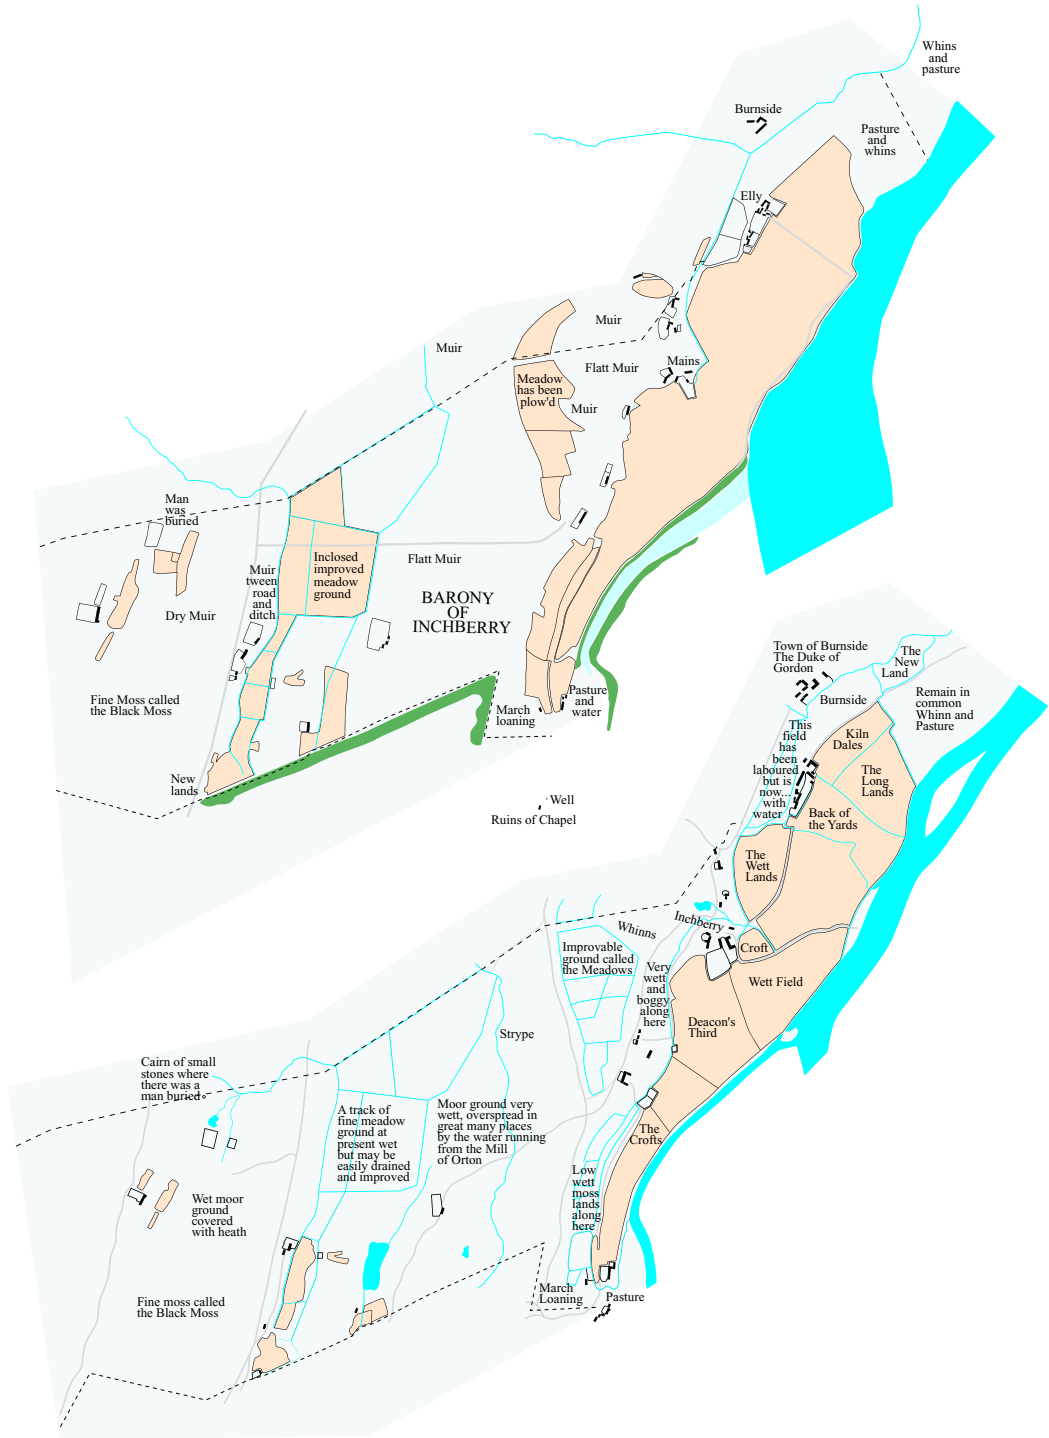 Whins
and
pasture
Burnside
Pasture
and
whins
Elly
Muir
Muir
Flatt Muir
Mains
Meadow
has been
plow'd
Muir
Man
was
buried
Inclosed
improved
meadow
ground
Flatt Muir
Muir
tween
road
and
ditch
Dry Muir
BARONY
OF
INCHBERRY
Fine Moss called
the Black Moss
Pasture
and
water
March
loaning
New
lands
Well
Ruins of Chapel
Town of Burnside
The Duke of
Gordon
The
New
Land
Burnside
Remain in
common
Whinn and
Pasture
This
field
has
been
laboured
but is
now...
with
water
Kiln
Dales
The
Long
Lands
Back of
the Yards
The
Wett
Lands
Inchberry
Whinns
Croft
Improvable
ground called
the Meadows
Very
wett
and
boggy
along
here
Wett Field
Deacon's
Third
Strype
Cairn of small
stones where
there was a
man buried
A track of
fine meadow
ground at
present wet
but may be
easily drained
and improved
Moor ground very
wett, overspread in
great many places
by the water running
from the Mill
of Orton
The
Crofts
Low
wett
moss
lands
along
here
Wet moor
ground
covered
with heath
Fine moss called
the Black Moss
March
Loaning
Pasture